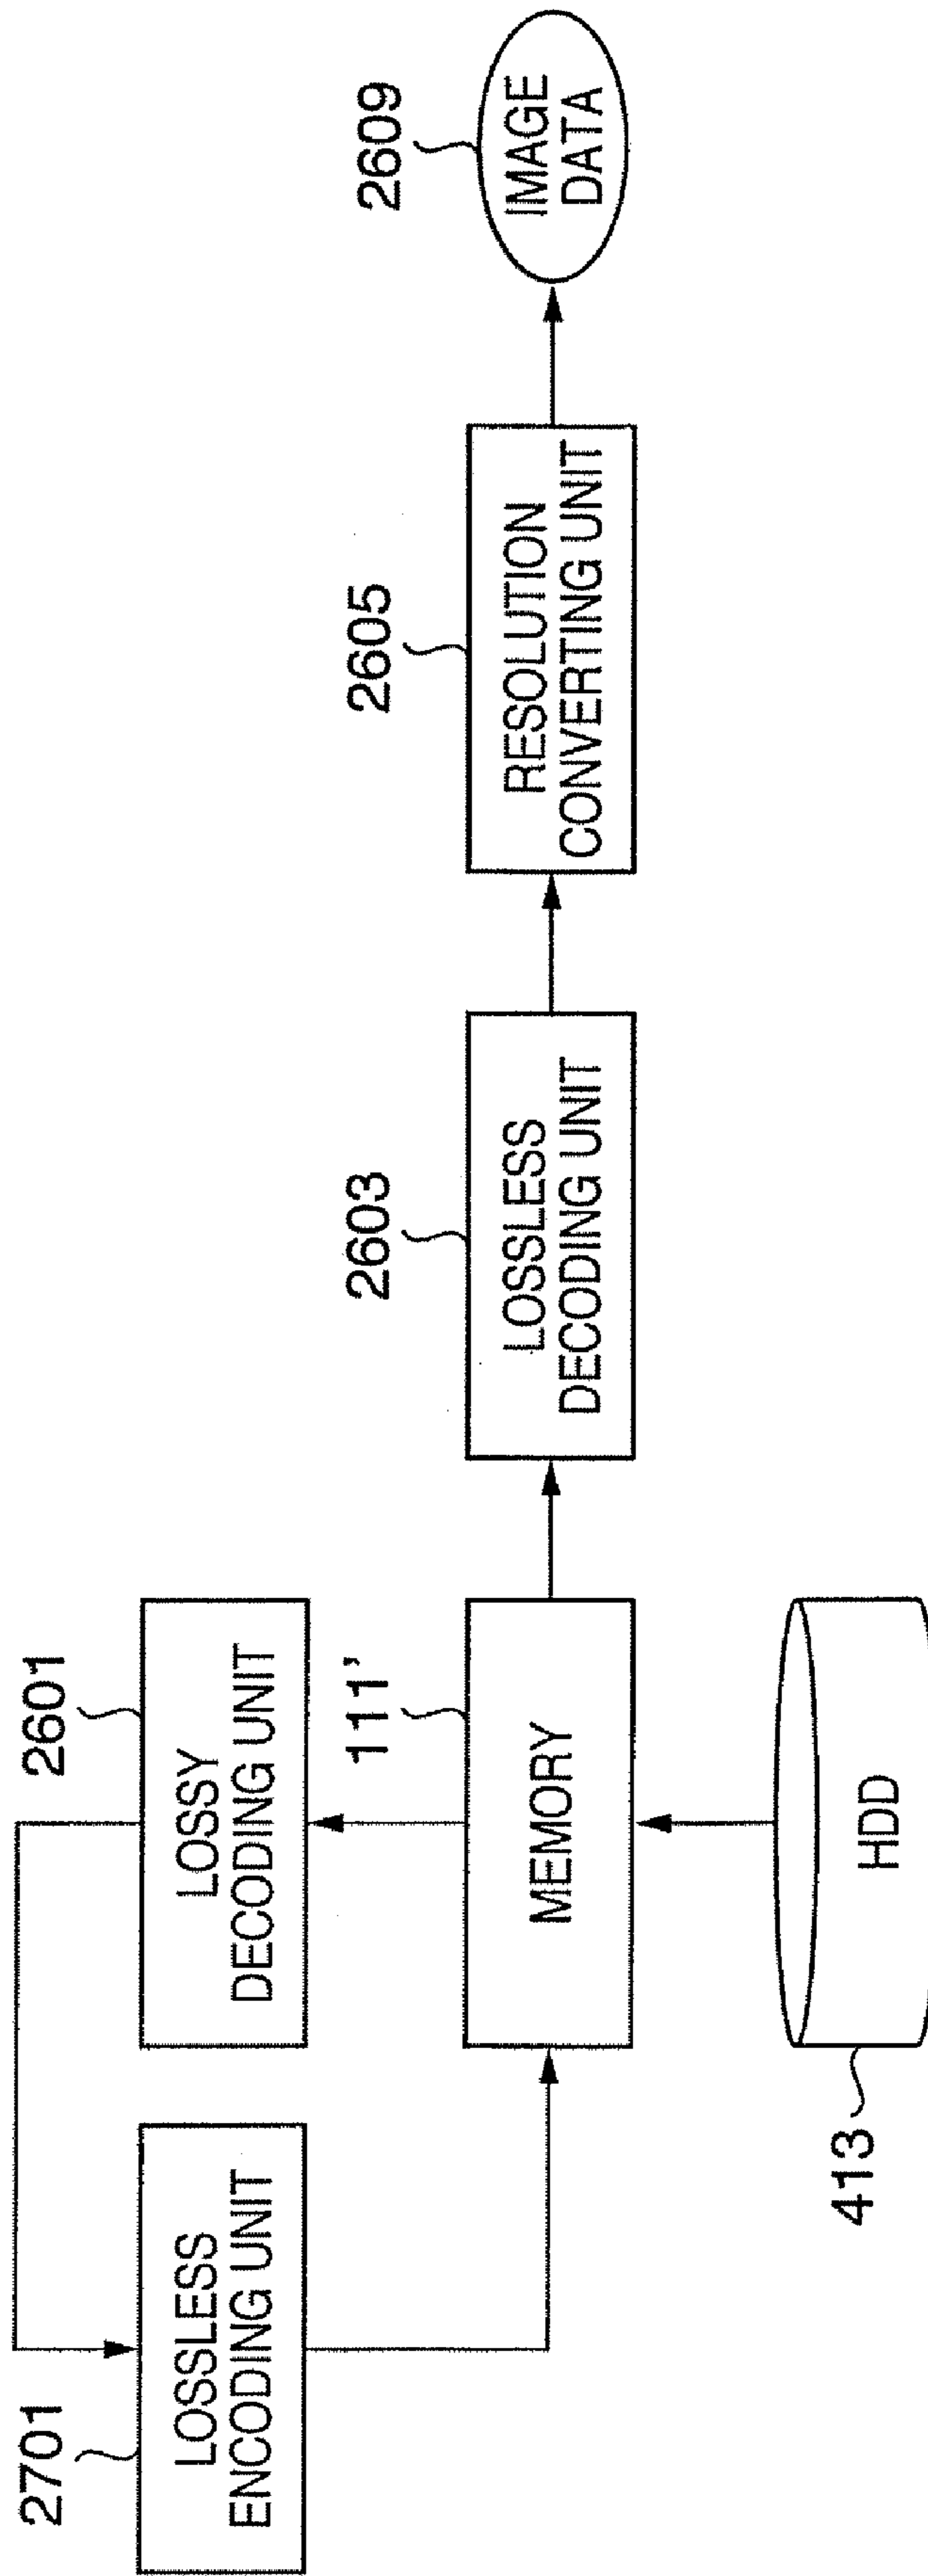 2701
LOSSLESS
ENCODING UNIT
2601
LOSSY
DECODING UNIT
111'
MEMORY
413
HDD
2603
LOSSLESS
DECODING UNIT
2605
RESOLUTION
CONVERTING UNIT
2609
IMAGE
DATA